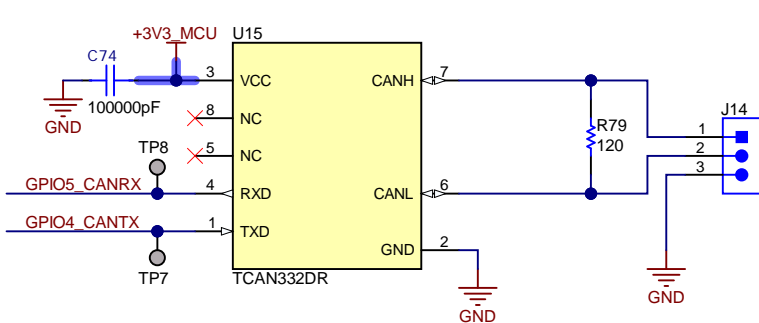 +3V3_MCU
U15
C74
3
VCC
CANH
7
100000pF
GND
8
NC
J14
R79
120
1
TP8
5
NC
2
3
GPIO5_CANRX
4
RXD
CANL
6
GPIO4_CANTX
1
TXD
GND
2
TP7
TCAN332DR
GND
GND